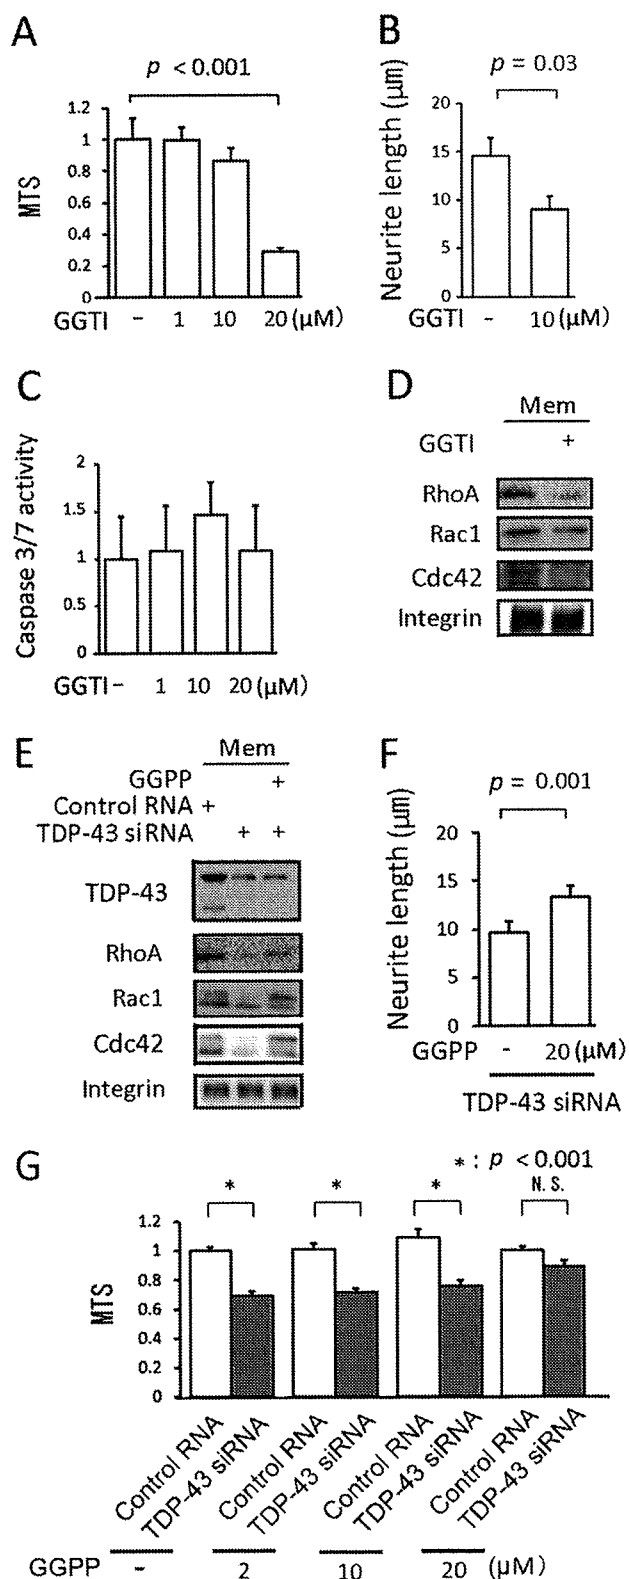 A
p < 0.001
MTS
1.2
1
0.8
0.6
0.4
0.2
0
GGTI - 1 10 20 (μM)
B
p = 0.03
Neurite length (μm)
20
15
10
5
0
GGTI - 10 (μM)
C
Caspase 3/7 activity
2
1.5
1
0.5
0
GGTI - 1 10 20 (μM)
D
Mem
GGTI +
RhoA
Rac1
Cdc42
Integrin
E
Mem
GGPP +
Control RNA +
TDP-43 siRNA + +
TDP-43
RhoA
Rac1
Cdc42
Integrin
F
p = 0.001
Neurite length (μm)
20
15
10
5
0
GGPP - 20 (μM)
TDP-43 siRNA
G
* : p < 0.001
* * * N.S.
MTS
1.2
1
0.8
0.6
0.4
0.2
0
Control RNA
TDP-43 siRNA
Control RNA
TDP-43 siRNA
Control RNA
TDP-43 siRNA
Control RNA
TDP-43 siRNA
GGPP - 2 10 20 (μM)